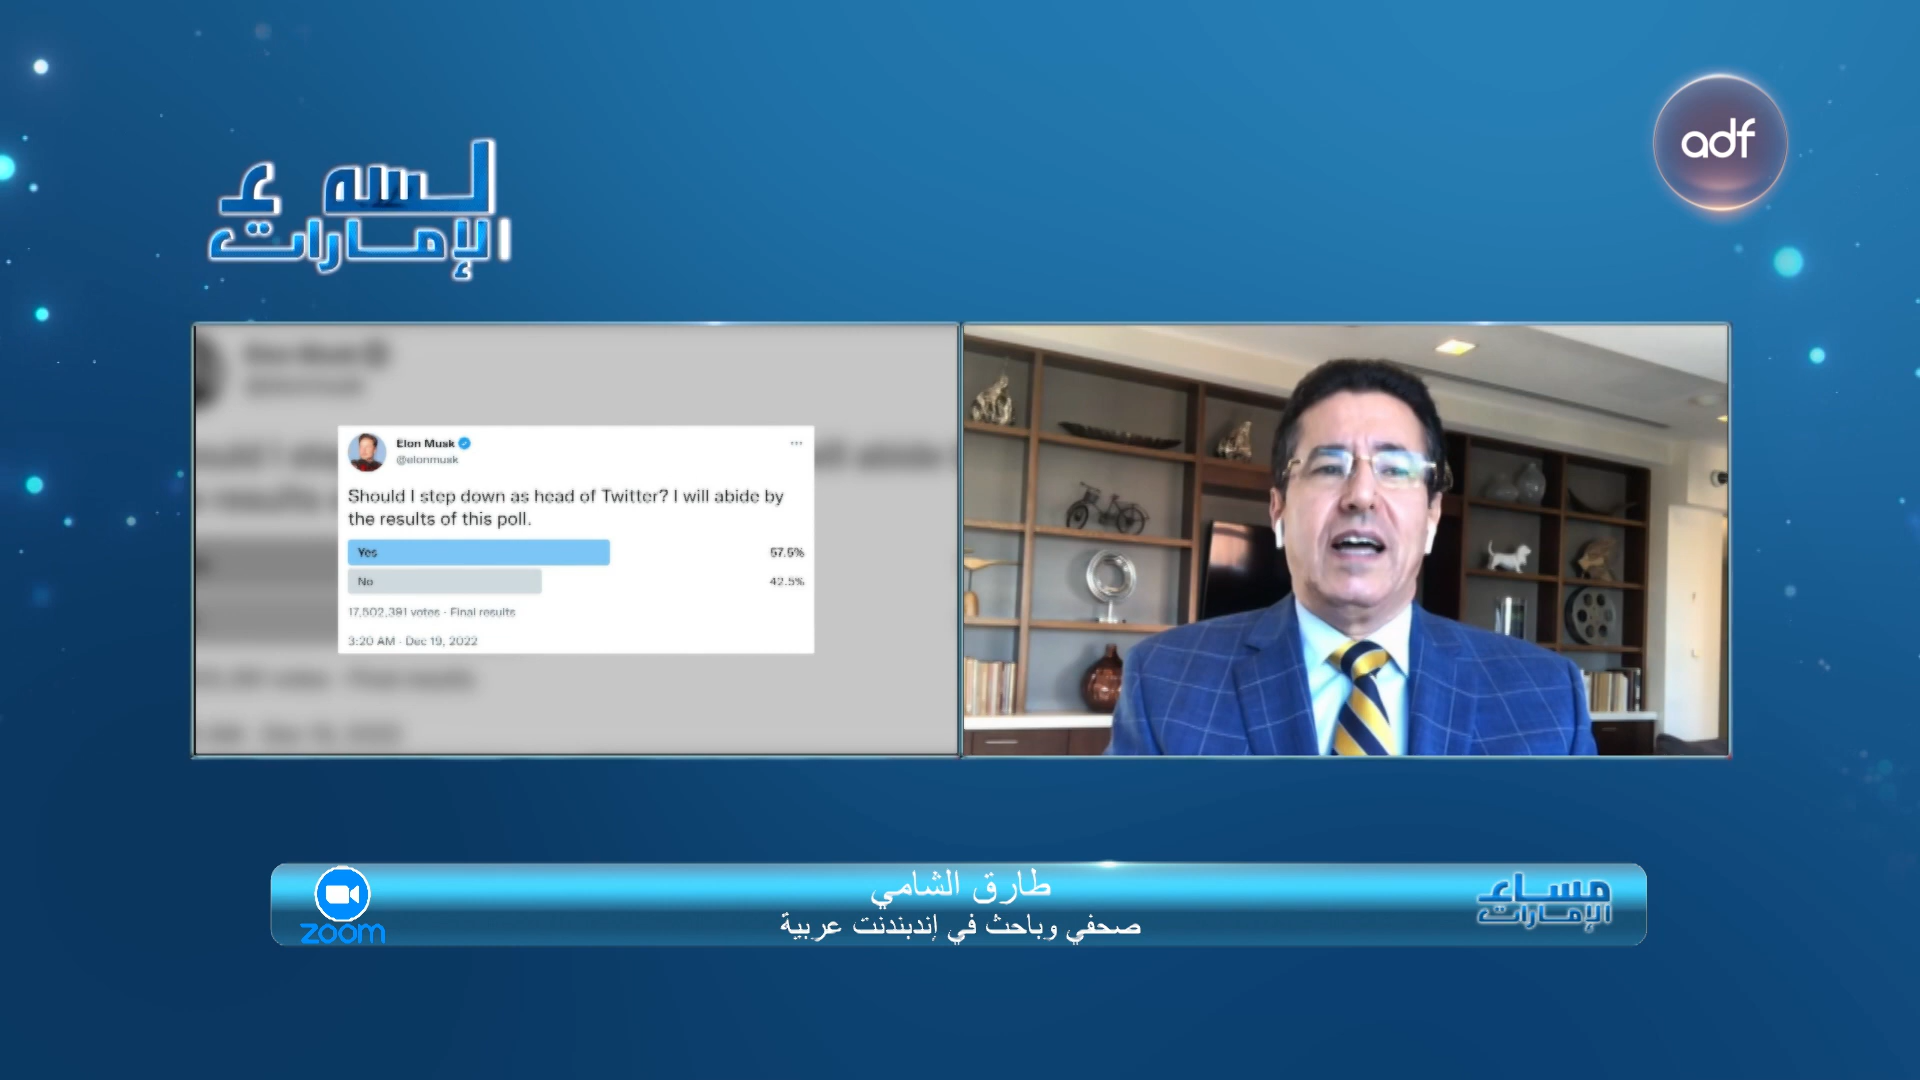 adf
مساء
الإمارات
Elon Musk
@elonmusk
Should I step down as head of Twitter? I will abide by
the results of this poll.
Yes 57.5%
No 42.5%
17,502,391 votes · Final results
3:20 AM · Dec 19, 2022
طارق الشامي
صحفي وباحث في إندبندنت عربية
zoom
مساء
الإمارات